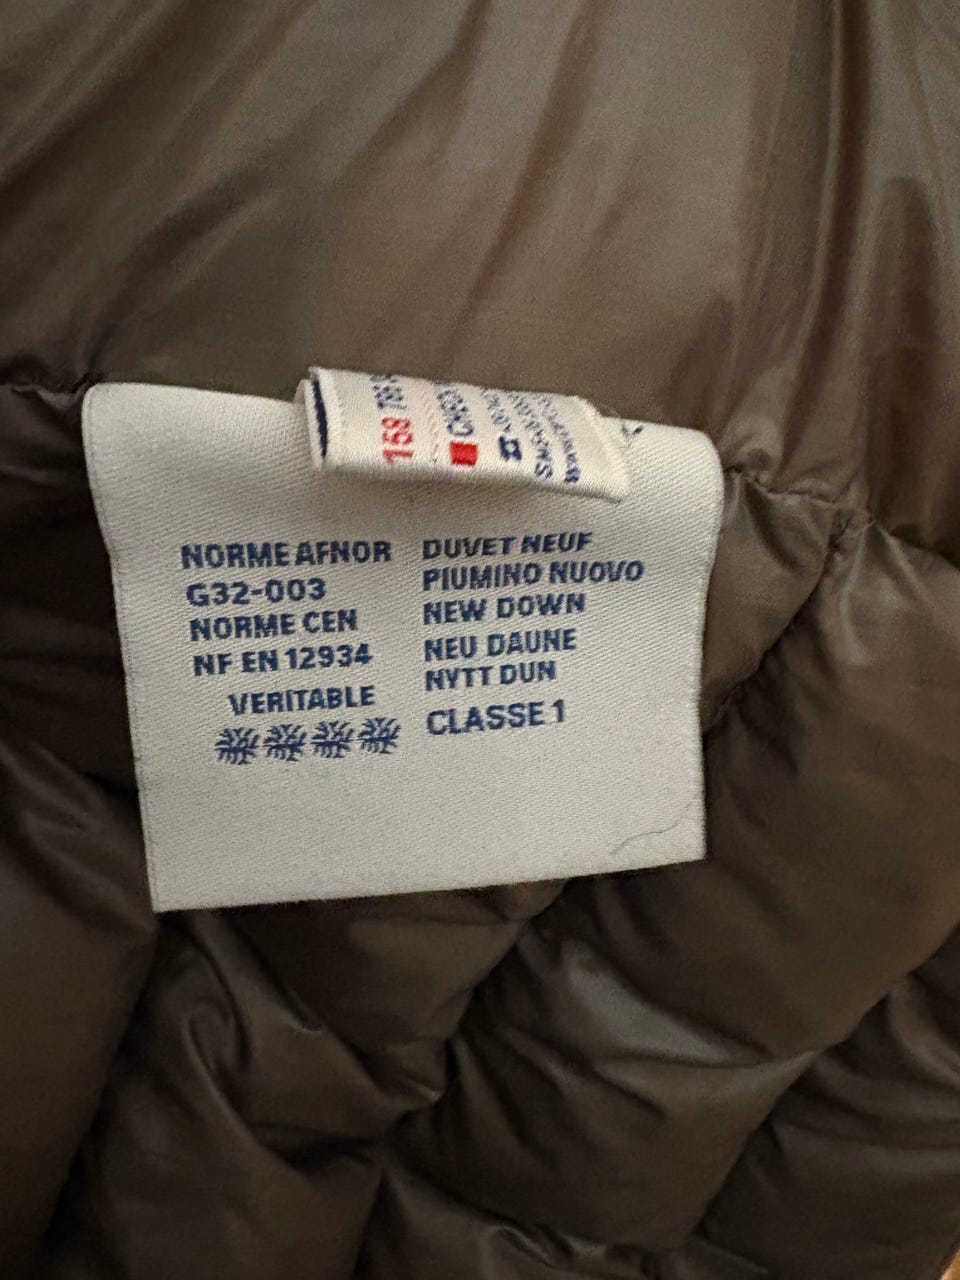 158
NORME AFNOR
G32-003
NORME CEN
NF EN 12934
VERITABLE
DUVET NEUF
PIUMINO NUOVO
NEW DOWN
NEU DAUNE
NYTT DUN
CLASSE 1